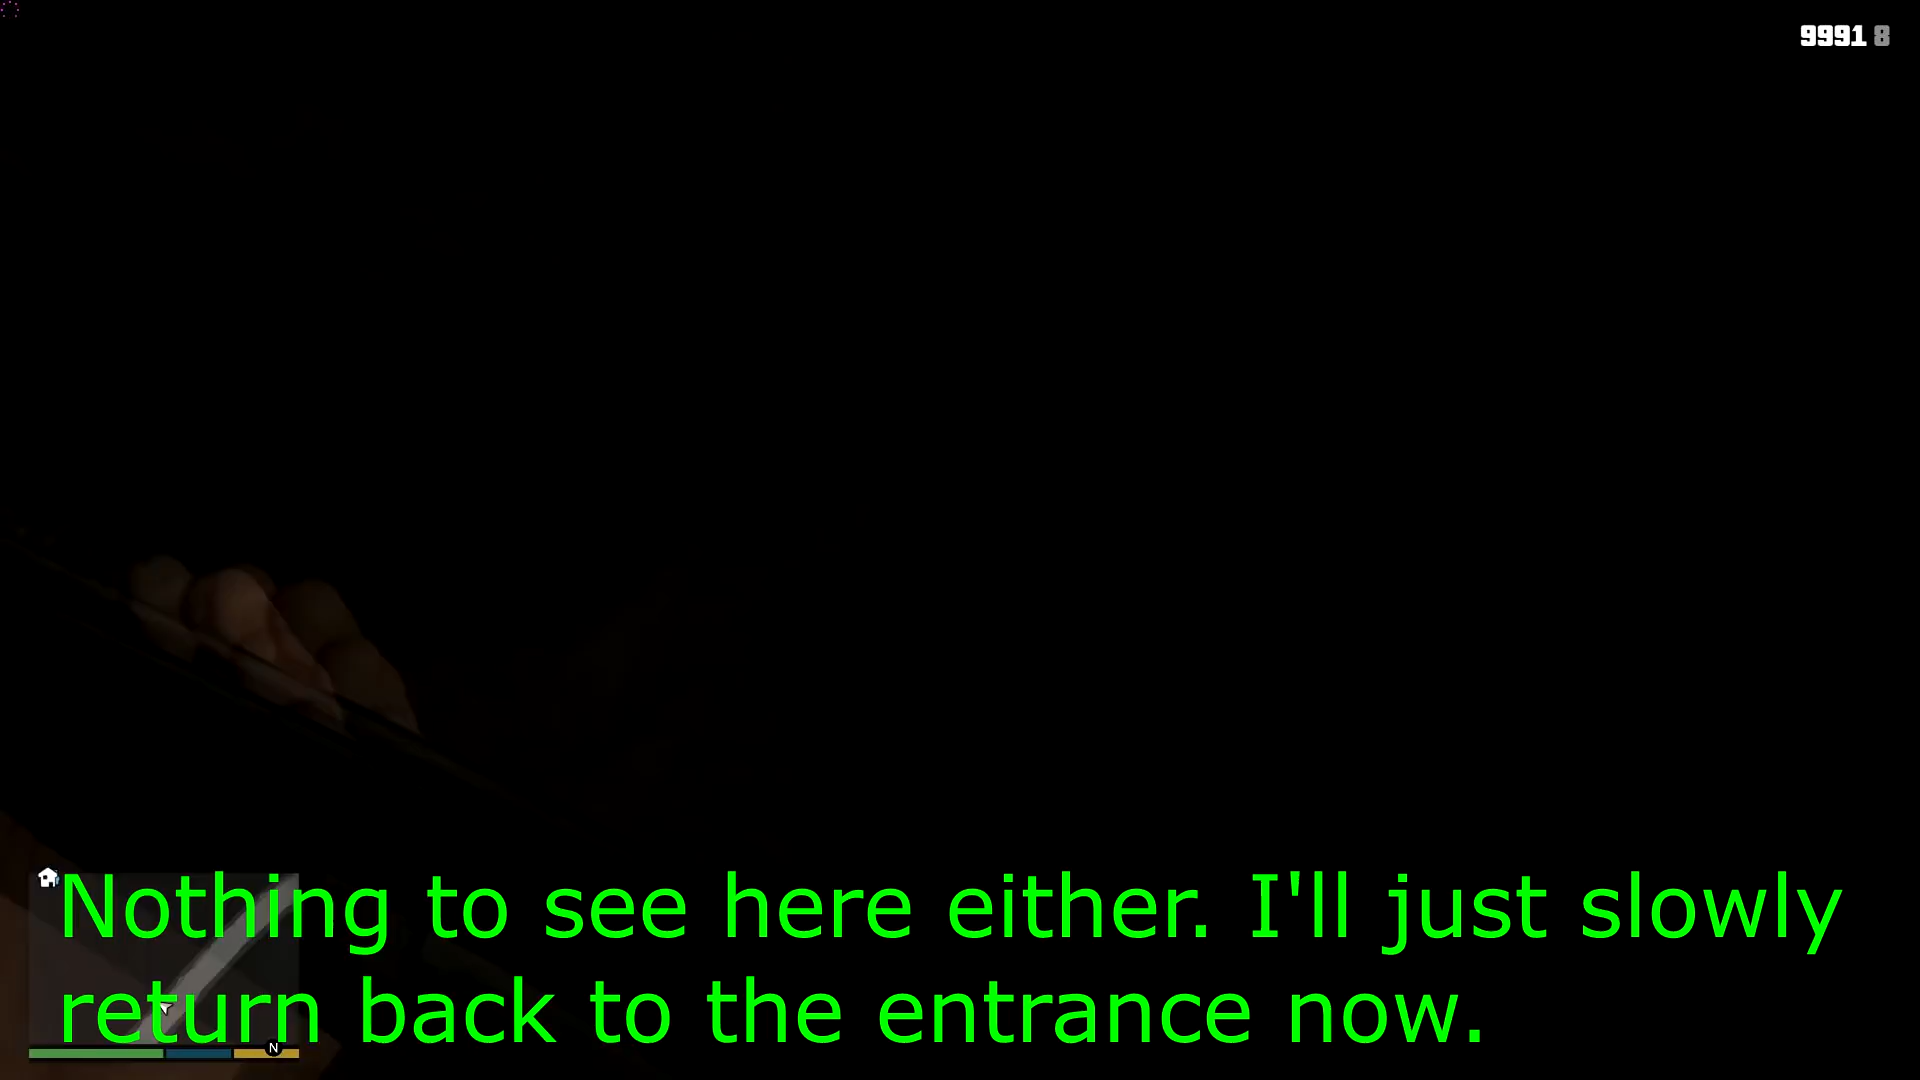 9991 8
Nothing to see here either. I'll just slowly
return back to the entrance now.
N